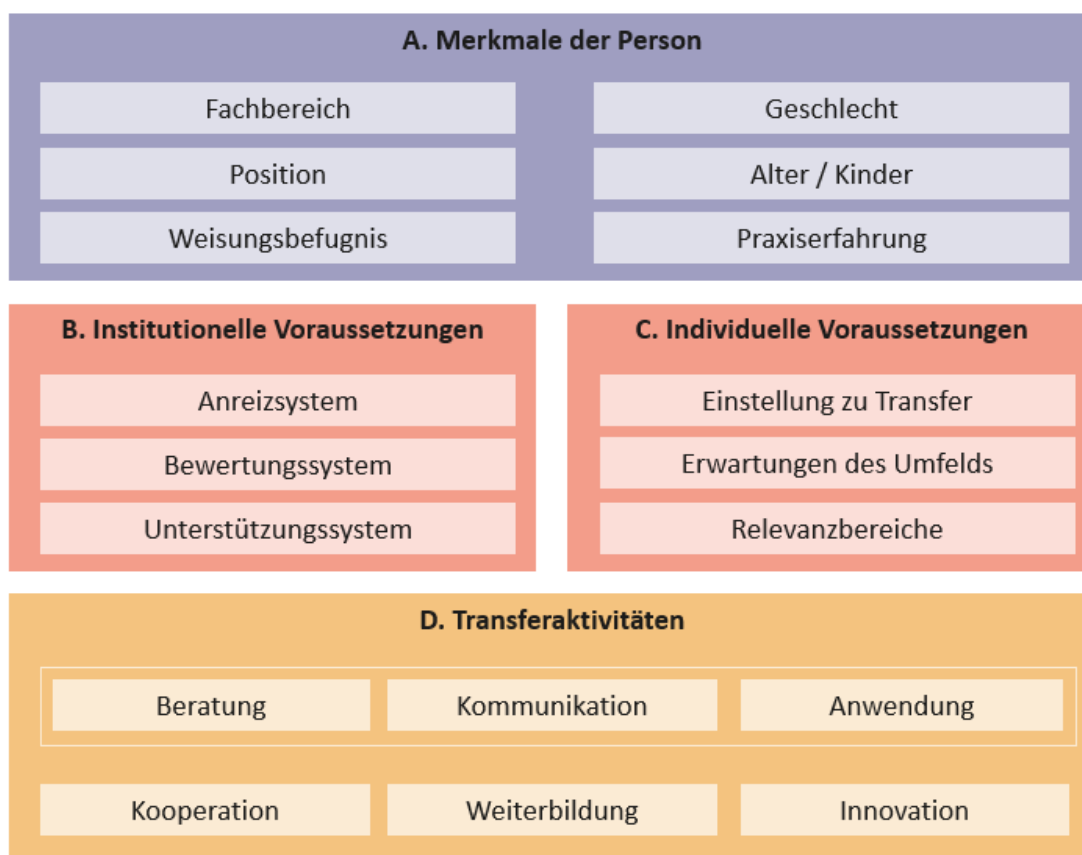 A. Merkmale der Person
Fachbereich
Geschlecht
Position
Alter / Kinder
Weisungsbefugnis
Praxiserfahrung
B. Institutionelle Voraussetzungen
Anreizsystem
Bewertungssystem
Unterstützungssystem
C. Individuelle Voraussetzungen
Einstellung zu Transfer
Erwartungen des Umfelds
Relevanzbereiche
D. Transferaktivitäten
Beratung
Kommunikation
Anwendung
Kooperation
Weiterbildung
Innovation